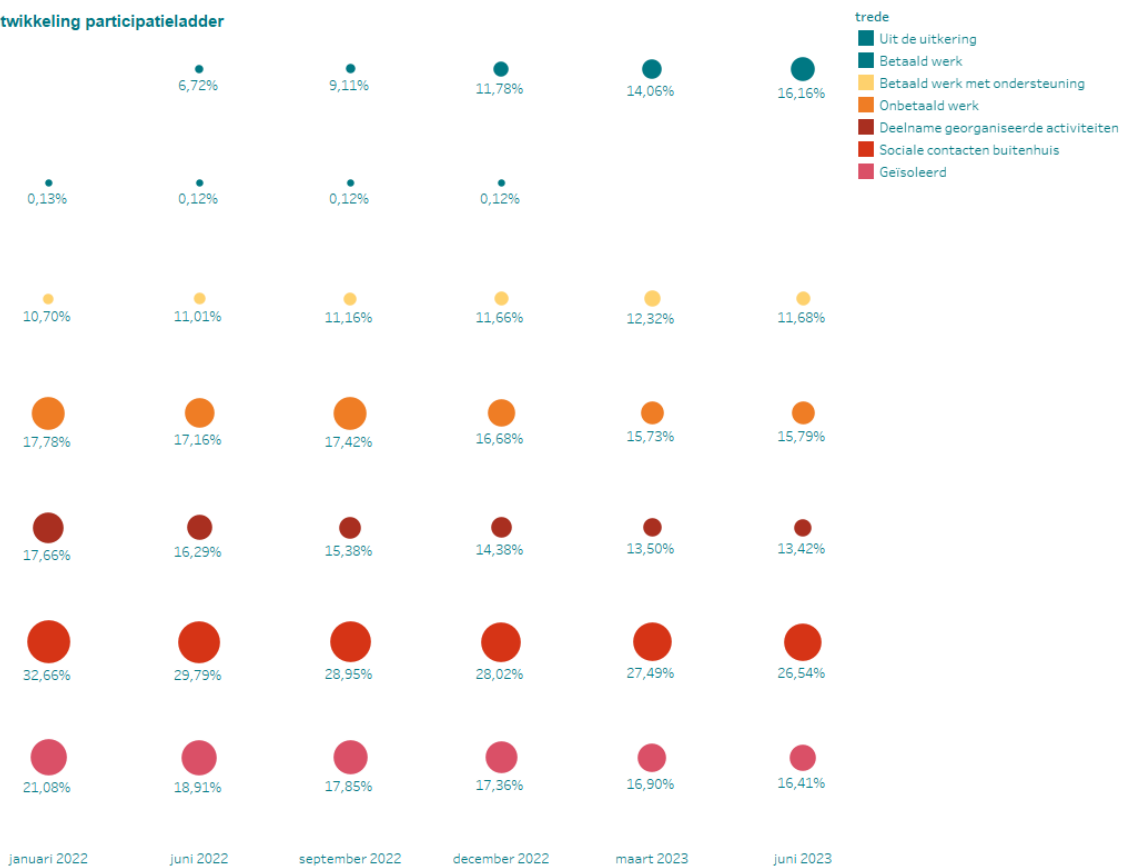 twikkeling participatieladder
6,72% 9,11% 11,78% 14,06% 16,16%
0,13% 0,12% 0,12% 0,12%
10,70% 11,01% 11,16% 11,66% 12,32% 11,68%
17,78% 17,16% 17,42% 16,68% 15,73% 15,79%
17,66% 16,29% 15,38% 14,38% 13,50% 13,42%
32,66% 29,79% 28,95% 28,02% 27,49% 26,54%
21,08% 18,91% 17,85% 17,36% 16,90% 16,41%
januari 2022 juni 2022 september 2022 december 2022 maart 2023 juni 2023
trede
Uit de uitkering
Betaald werk
Betaald werk met ondersteuning
Onbetaald werk
Deelname georganiseerde activiteiten
Sociale contacten buitenhuis
Geïsoleerd